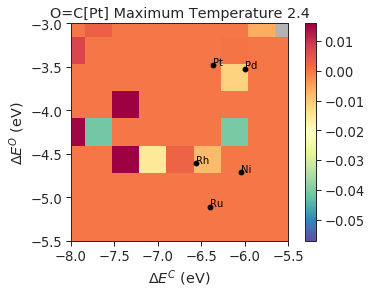 O=C[Pt] Maximum Temperature 2.4
−3.0
−3.5
−4.0
−4.5
−5.0
−5.5
ΔE^O (eV)
Pt
Pd
Rh
Ni
Ru
−8.0 −7.5 −7.0 −6.5 −6.0 −5.5
ΔE^C (eV)
0.01
0.00
−0.01
−0.02
−0.03
−0.04
−0.05